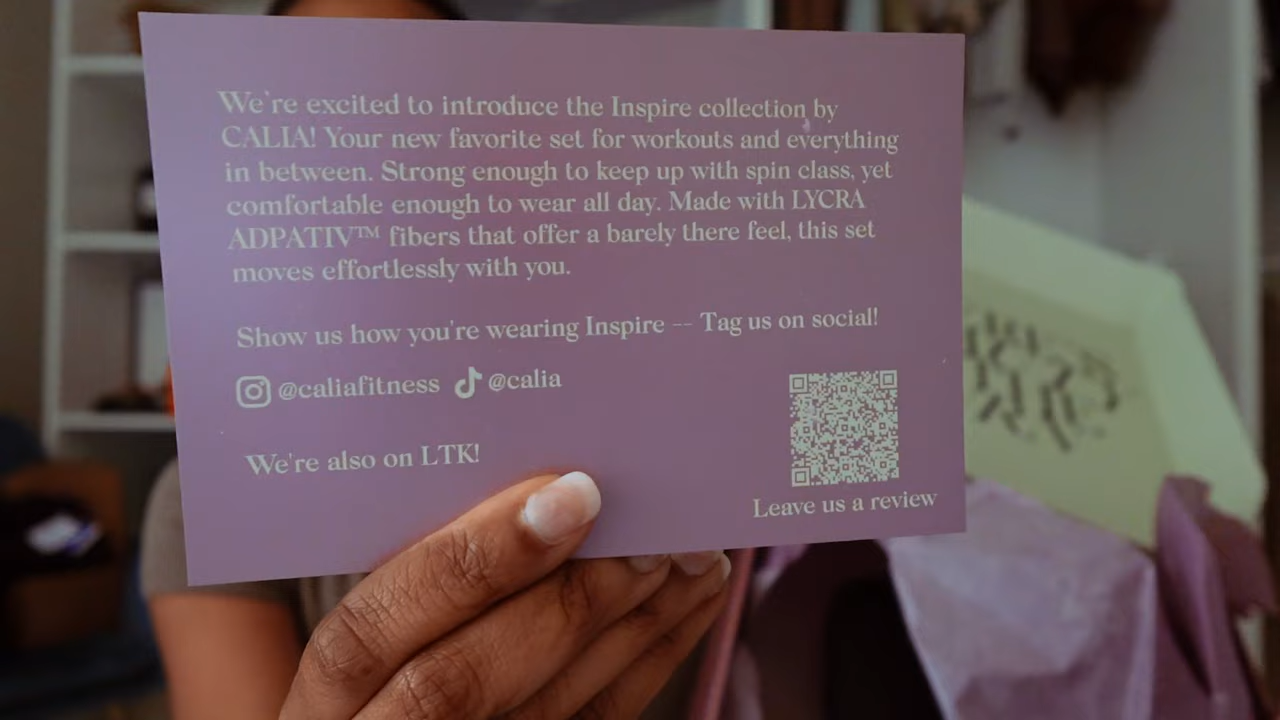 We're excited to introduce the Inspire collection by
CALIA! Your new favorite set for workouts and everything
in between. Strong enough to keep up with spin class, yet
comfortable enough to wear all day. Made with LYCRA
ADPATIV™ fibers that offer a barely there feel, this set
moves effortlessly with you.
Show us how you're wearing Inspire -- Tag us on social!
@caliafitness @calia
We're also on LTK!
Leave us a review